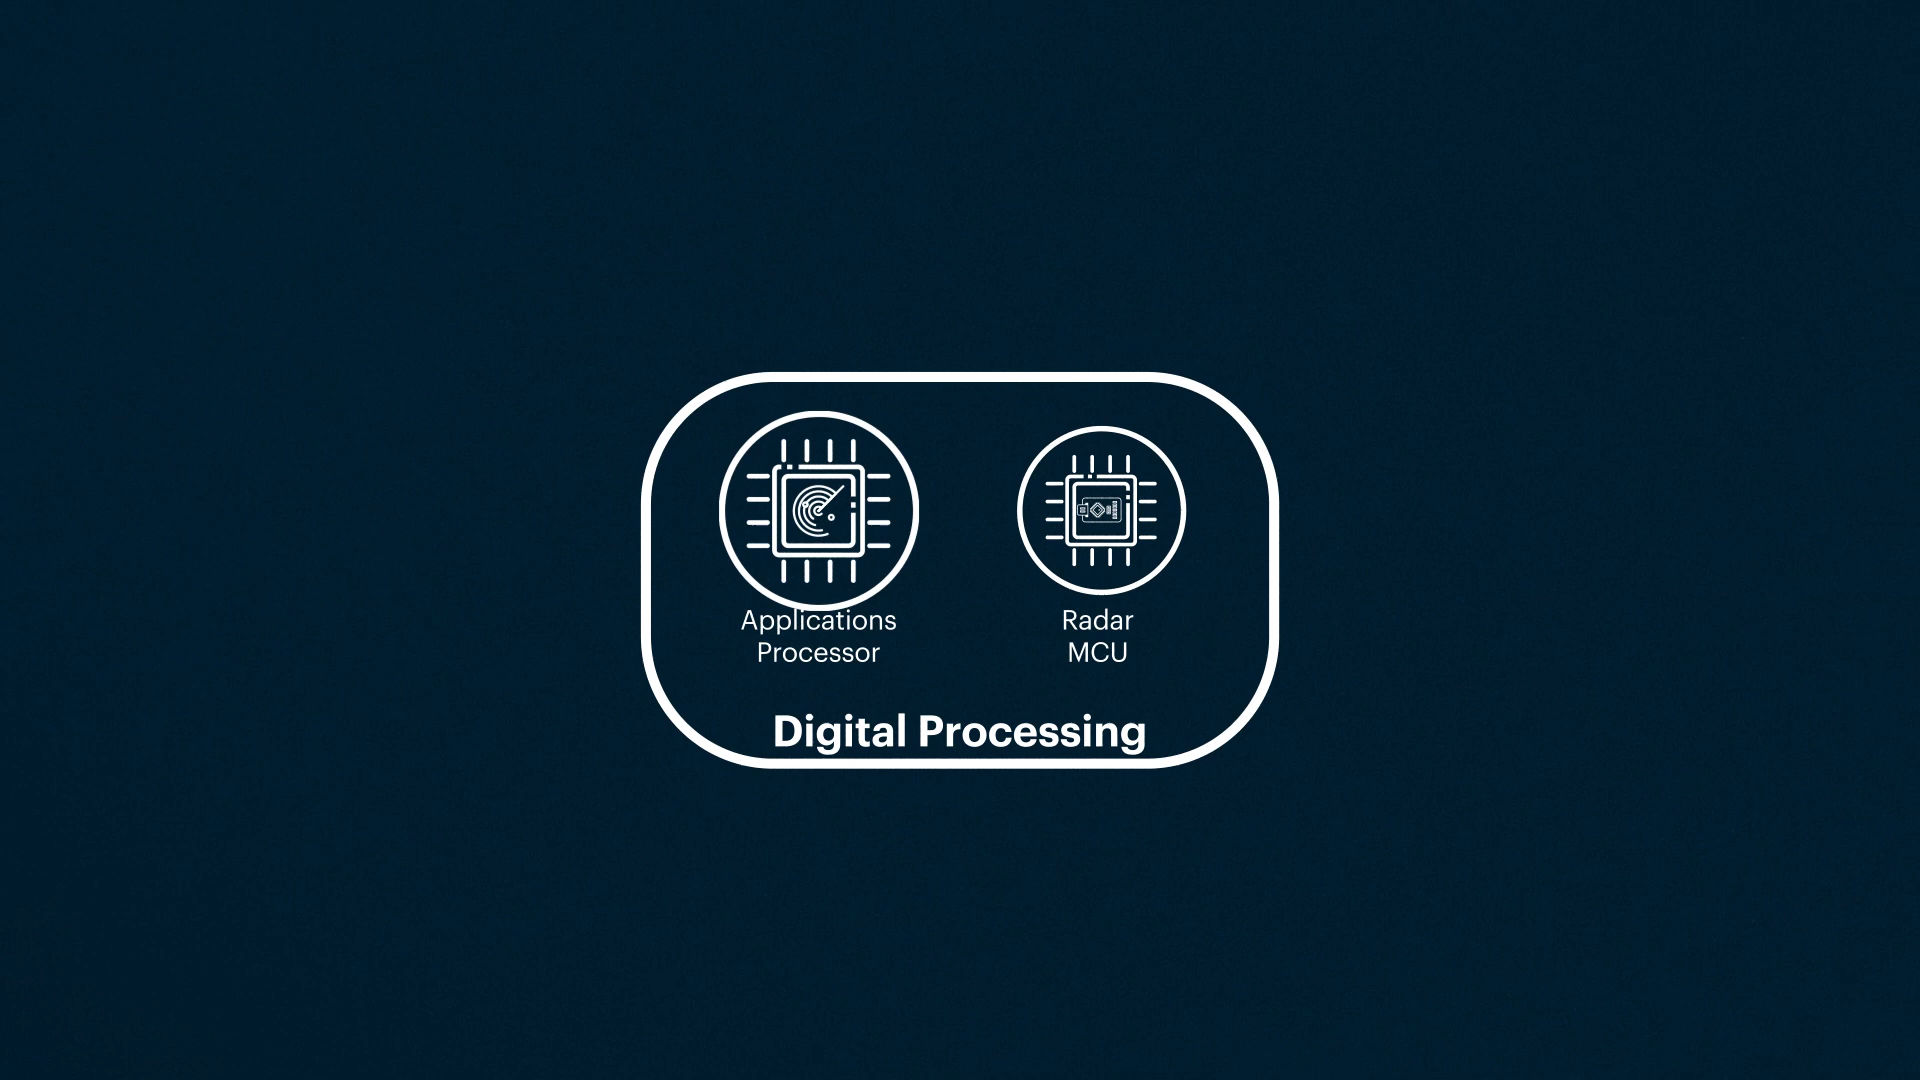 Applications
Processor
Radar
MCU
Digital Processing